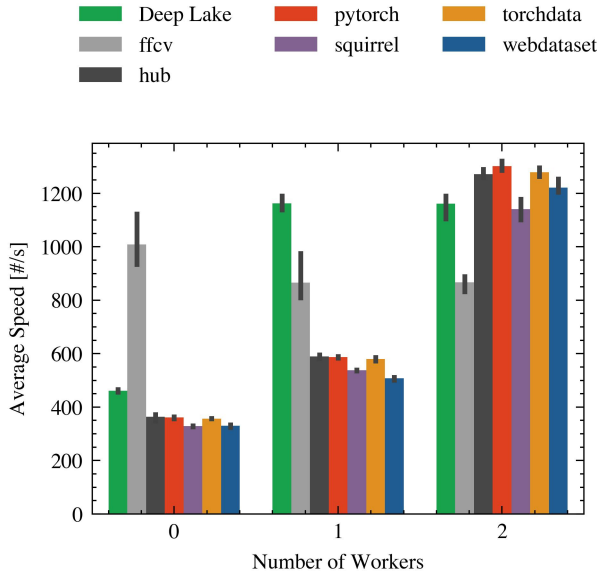 Deep Lake pytorch torchdata
ffcv squirrel webdataset
hub
1200
1000
800
600
400
200
0
Average Speed [#/s]
0 1 2
Number of Workers